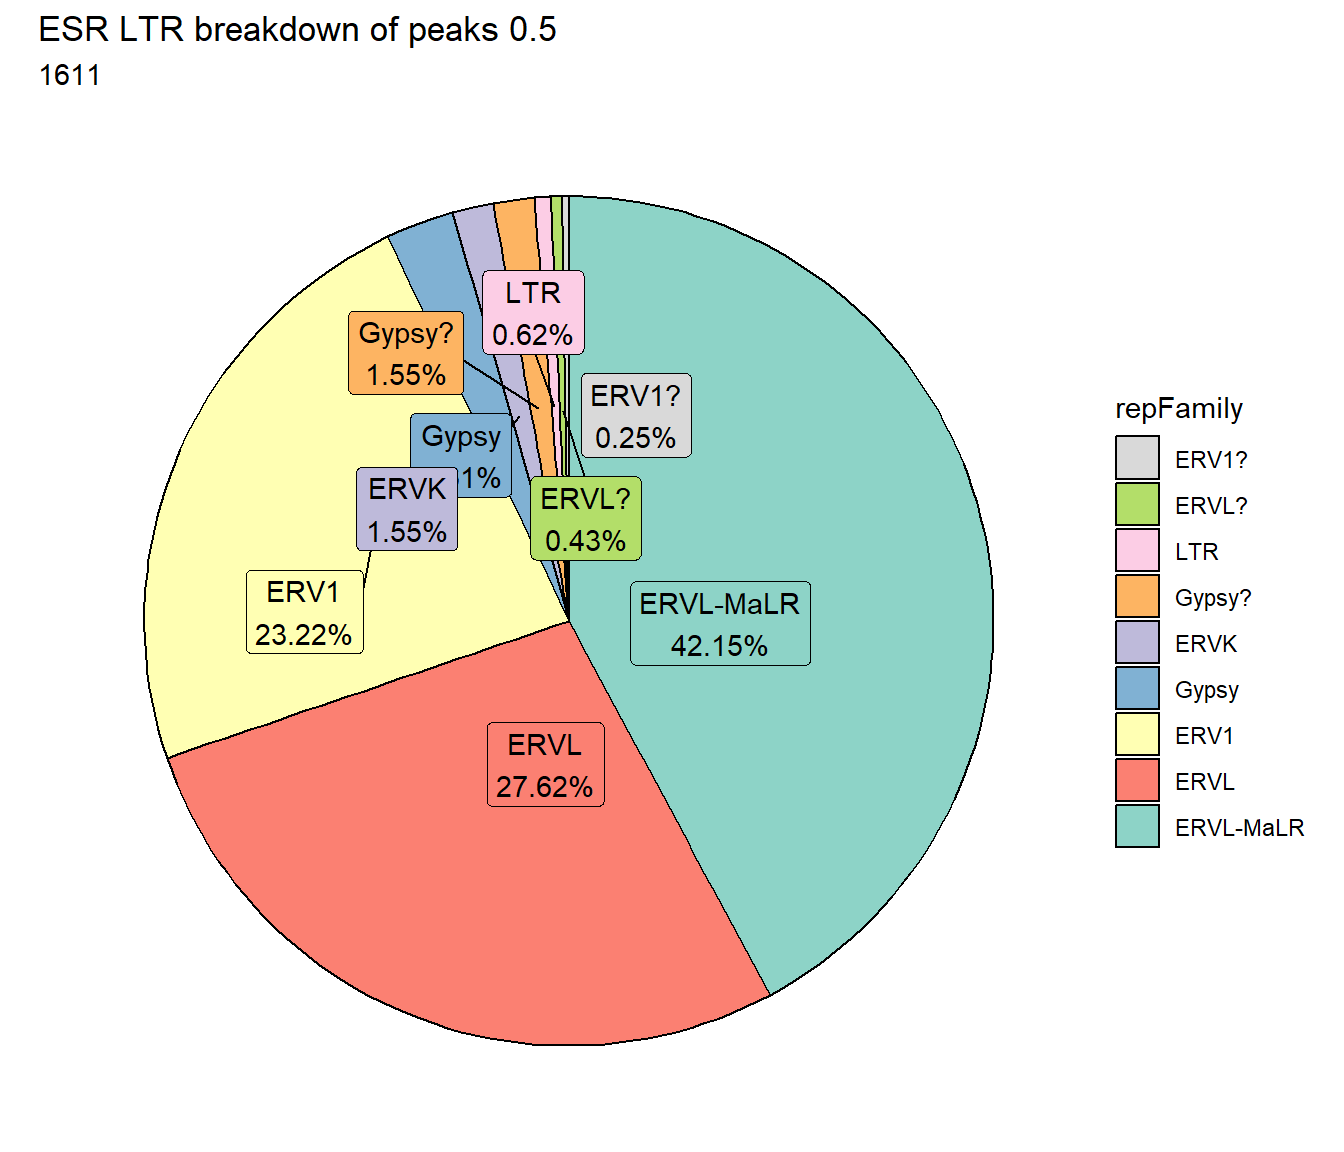 ESR LTR breakdown of peaks 0.5
1611
LTR
0.62%
Gypsy?
1.55%
ERV1?
0.25%
Gypsy
ERVK
1.55%
ERVL?
0.43%
ERV1
23.22%
ERVL-MaLR
42.15%
ERVL
27.62%
repFamily
ERV1?
ERVL?
LTR
Gypsy?
ERVK
Gypsy
ERV1
ERVL
ERVL-MaLR